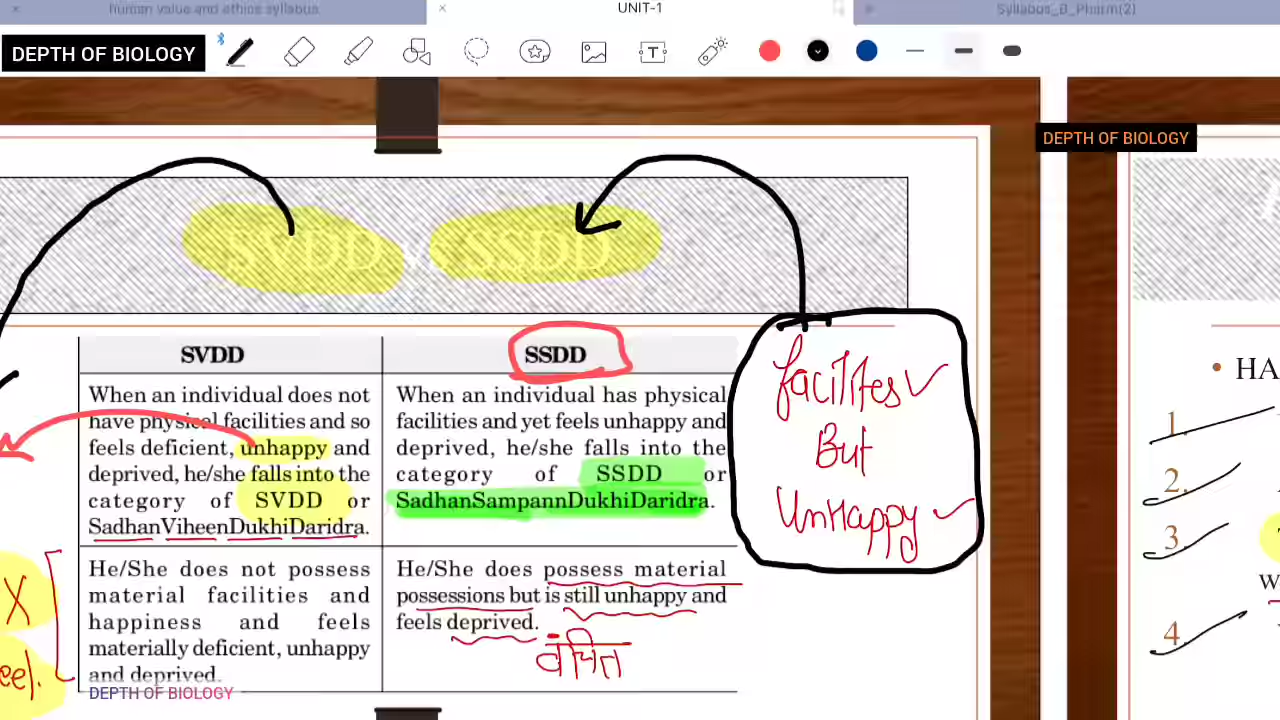 human value and ethios syllabus
UNIT-1
Syllabus_B_Pharm(2)
DEPTH OF BIOLOGY
DEPTH OF BIOLOGY
SVDD vs SSDD
SVDD
SSDD
When an individual does not
have physical facilities and so
feels deficient, unhappy and
deprived, he/she falls into the
category of SVDD or
SadhanViheenDukhiDaridra.
When an individual has physical
facilities and yet feels unhappy and
deprived, he/she falls into the
category of SSDD or
SadhanSampannDukhiDaridra.
facilites
But
UnHappy
He/She does not possess
material facilities and
happiness and feels
materially deficient, unhappy
and deprived.
He/She does possess material
possessions but is still unhappy and
feels deprived.
वंचित
X
eel.
DEPTH OF BIOLOGY
HA
1.
2.
3
4.
w